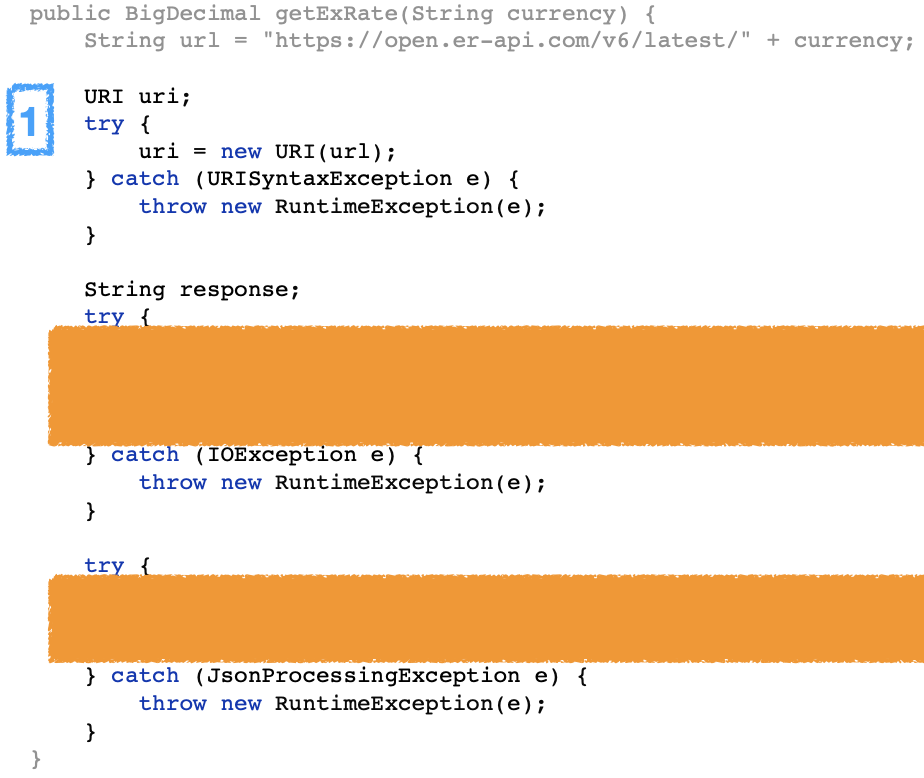 public BigDecimal getExRate(String currency) {
    String url = "https://open.er-api.com/v6/latest/" + currency;
1
    URI uri;
    try {
        uri = new URI(url);
    } catch (URISyntaxException e) {
        throw new RuntimeException(e);
    }
    String response;
    try {
    } catch (IOException e) {
        throw new RuntimeException(e);
    }
    try {
    } catch (JsonProcessingException e) {
        throw new RuntimeException(e);
    }
}